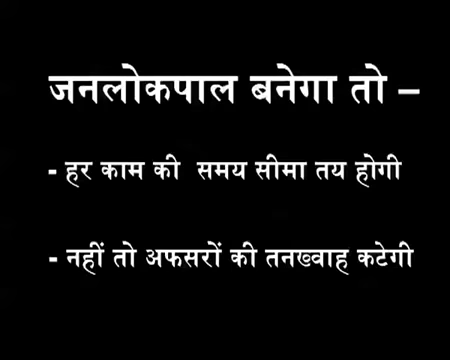 जनलोकपाल बनेगा तो –
- हर काम की समय सीमा तय होगी
- नहीं तो अफसरों की तनख्वाह कटेगी